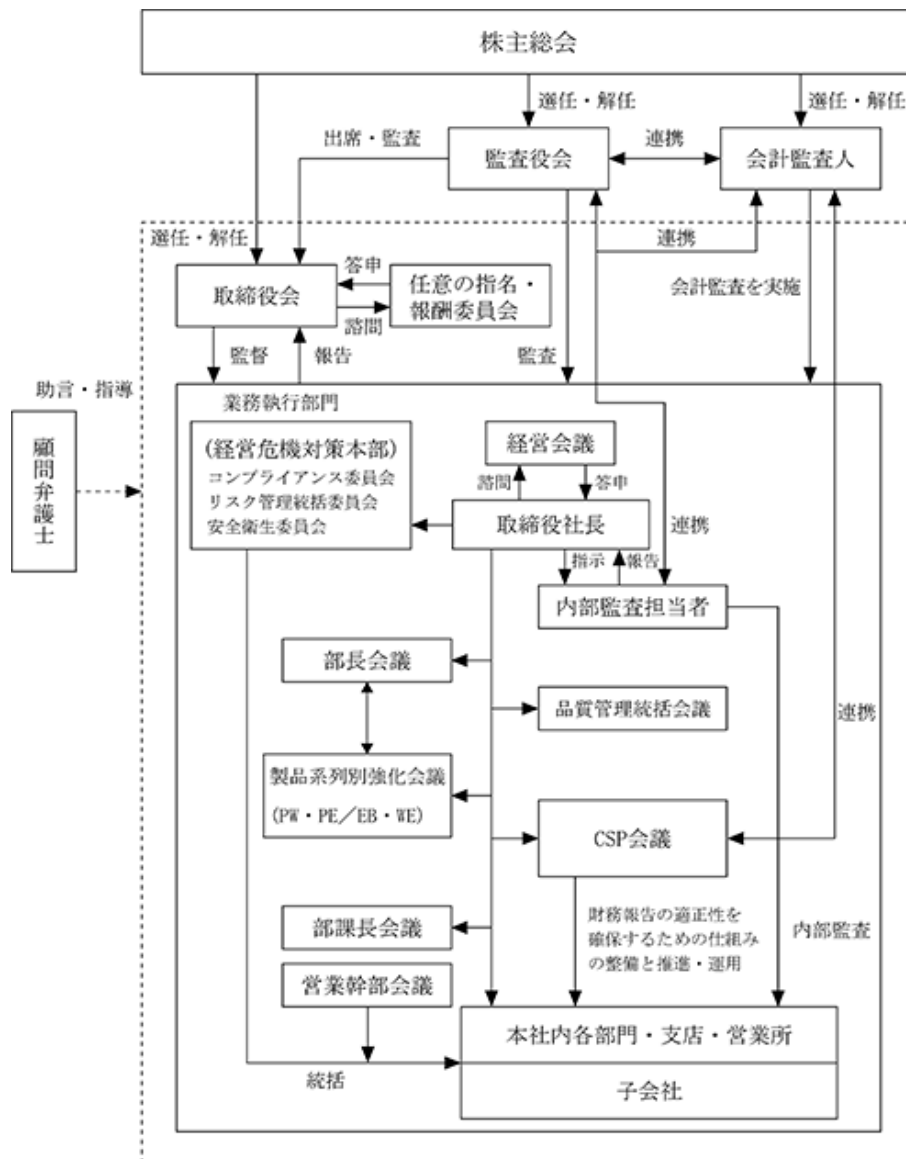 株主総会
選任・解任
選任・解任
出席・監査
監査役会
連携
会計監査人
選任・解任
連携
答申
取締役会
任意の指名・
報酬委員会
諮問
会計監査を実施
監督
報告
監査
助言・指導
顧問弁護士
業務執行部門
(経営危機対策本部)
コンプライアンス委員会
リスク管理統括委員会
安全衛生委員会
経営会議
諮問
答申
取締役社長
連携
指示
報告
内部監査担当者
部長会議
品質管理統括会議
連携
製品系列別強化会議
(PW・PE／EB・WE)
CSP会議
部課長会議
財務報告の適正性を
確保するための仕組み
の整備と推進・運用
内部監査
営業幹部会議
本社内各部門・支店・営業所
統括
子会社